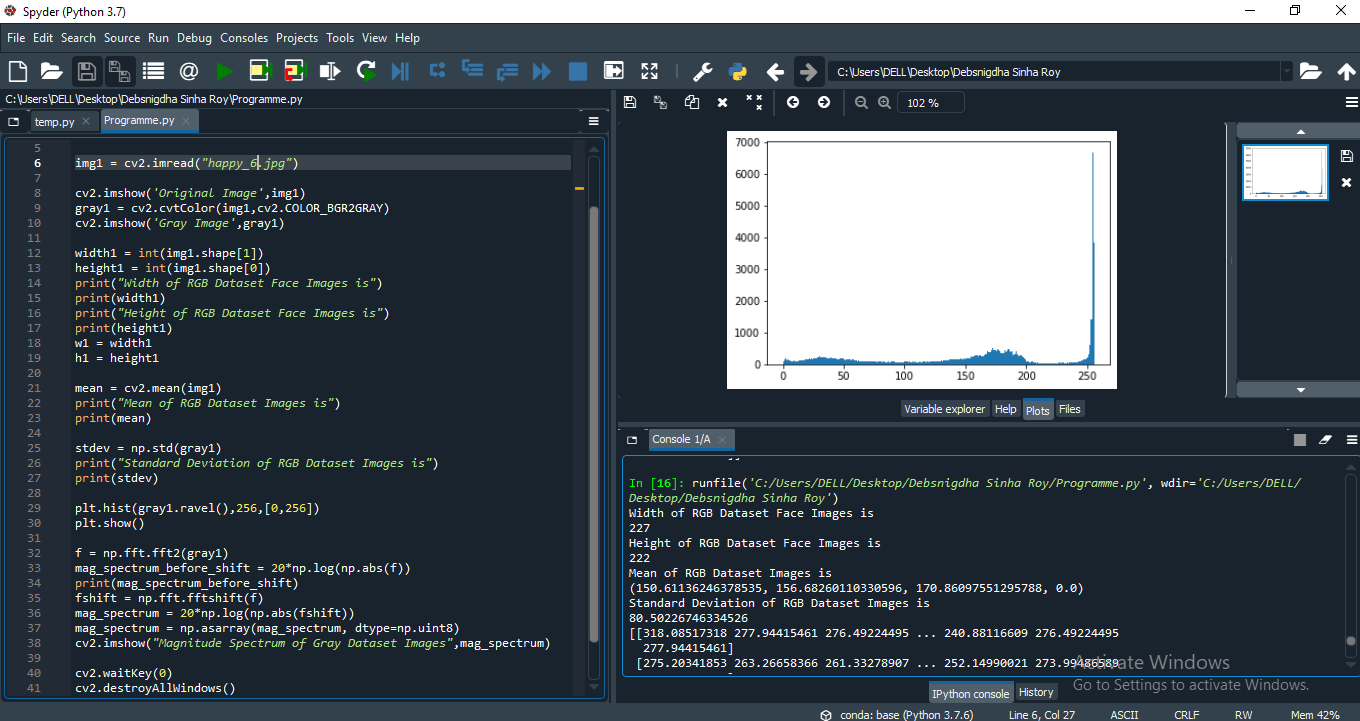 Spyder (Python 3.7)
File Edit Search Source Run Debug Consoles Projects Tools View Help
C:\Users\DELL\Desktop\Debsnigdha Sinha Roy
C:\Users\DELL\Desktop\Debsnigdha Sinha Roy\Programme.py
temp.py
Programme.py
5
6 img1 = cv2.imread("happy_6.jpg")
7
8 cv2.imshow('Original Image',img1)
9 gray1 = cv2.cvtColor(img1,cv2.COLOR_BGR2GRAY)
10 cv2.imshow('Gray Image',gray1)
11
12 width1 = int(img1.shape[1])
13 height1 = int(img1.shape[0])
14 print("Width of RGB Dataset Face Images is")
15 print(width1)
16 print("Height of RGB Dataset Face Images is")
17 print(height1)
18 w1 = width1
19 h1 = height1
20
21 mean = cv2.mean(img1)
22 print("Mean of RGB Dataset Images is")
23 print(mean)
24
25 stdev = np.std(gray1)
26 print("Standard Deviation of RGB Dataset Images is")
27 print(stdev)
28
29 plt.hist(gray1.ravel(),256,[0,256])
30 plt.show()
31
32 f = np.fft.fft2(gray1)
33 mag_spectrum_before_shift = 20*np.log(np.abs(f))
34 print(mag_spectrum_before_shift)
35 fshift = np.fft.fftshift(f)
36 mag_spectrum = 20*np.log(np.abs(fshift))
37 mag_spectrum = np.asarray(mag_spectrum, dtype=np.uint8)
38 cv2.imshow("Magnitude Spectrum of Gray Dataset Images",mag_spectrum)
39
40 cv2.waitKey(0)
41 cv2.destroyAllWindows()
102 %
7000
6000
5000
4000
3000
2000
1000
0
0 50 100 150 200 250
Variable explorer Help Plots Files
Console 1/A
In [16]: runfile('C:/Users/DELL/Desktop/Debsnigdha Sinha Roy/Programme.py', wdir='C:/Users/DELL/
Desktop/Debsnigdha Sinha Roy')
Width of RGB Dataset Face Images is
227
Height of RGB Dataset Face Images is
222
Mean of RGB Dataset Images is
(150.61136246378535, 156.68260110330596, 170.86097551295788, 0.0)
Standard Deviation of RGB Dataset Images is
80.50226746334526
[[318.08517318 277.94415461 276.49224495 ... 240.88116609 276.49224495
277.94415461]
[275.20341853 263.26658366 261.33278907 ... 252.14990021
Activate Windows
Go to Settings to activate Windows.
IPython console History
conda: base (Python 3.7.6) Line 6, Col 27 ASCII CRLF RW Mem 42%